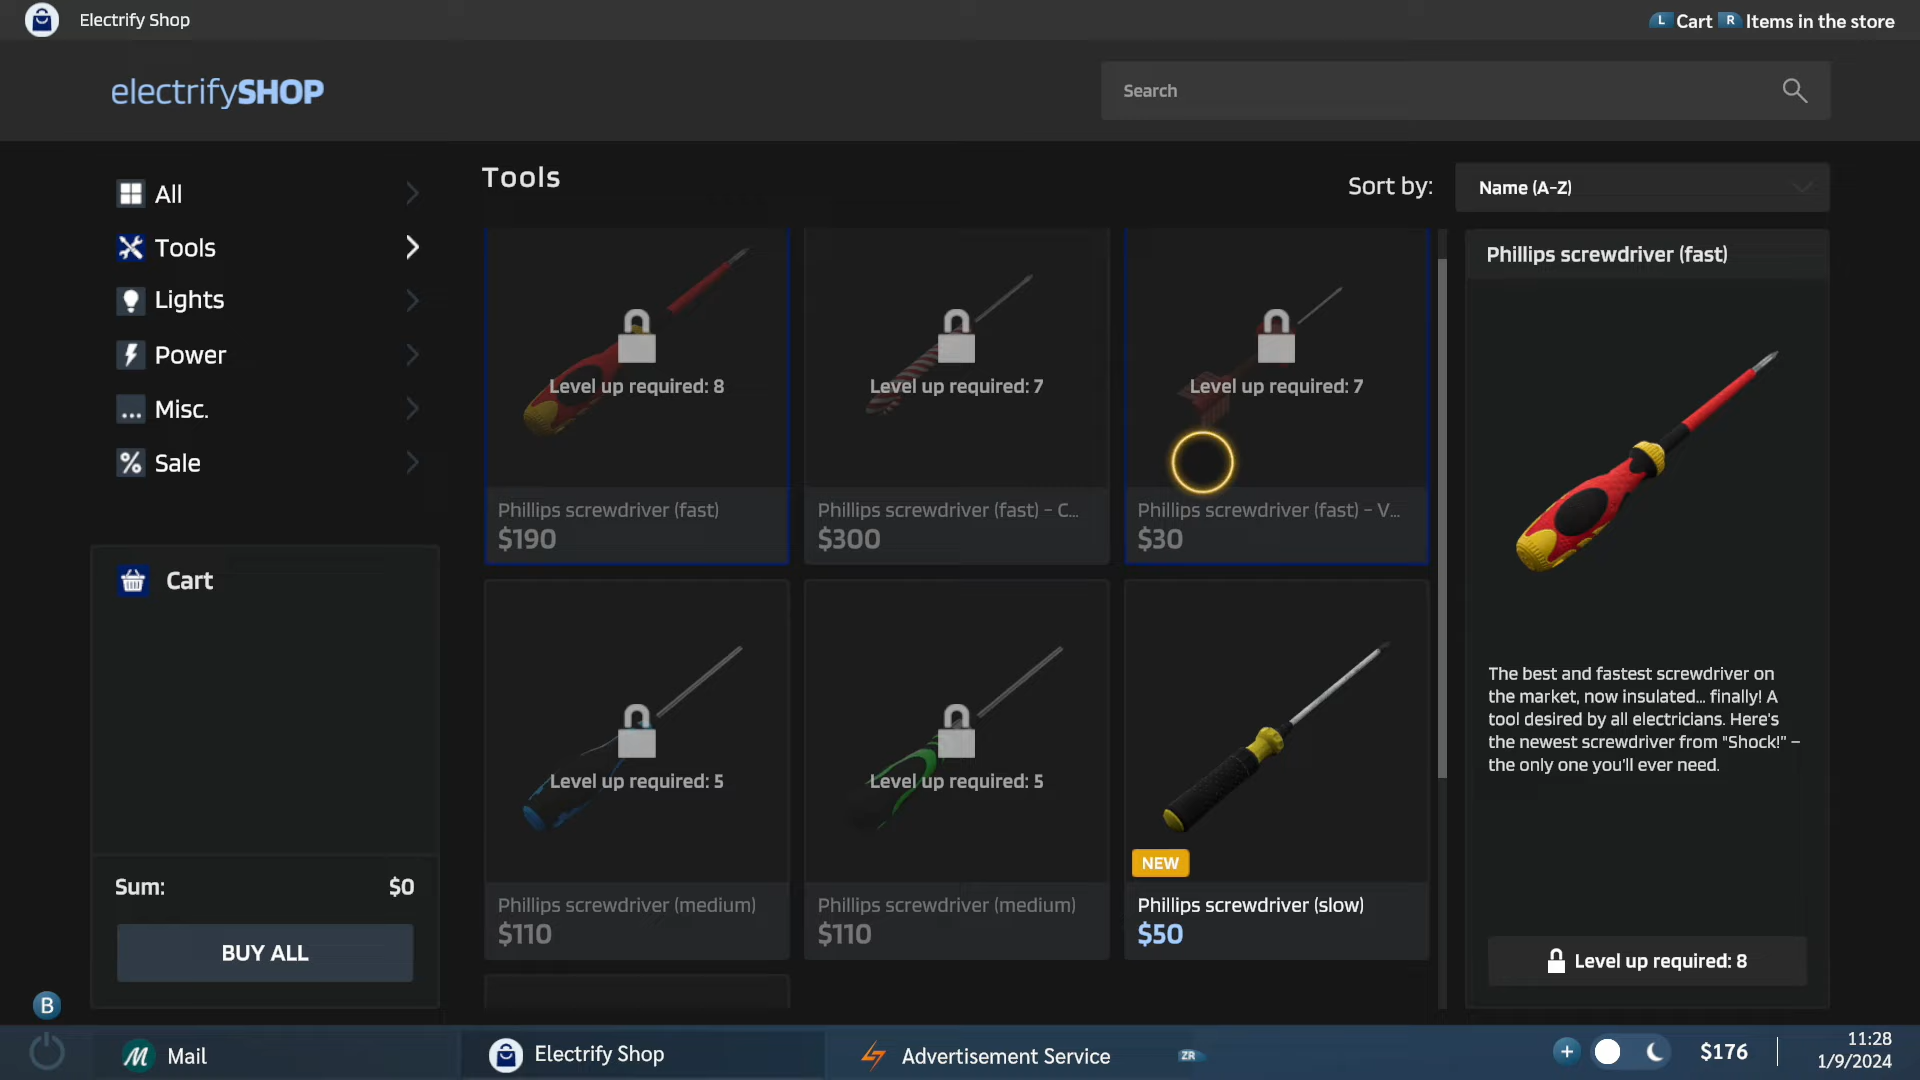 Electrify Shop
L Cart R Items in the store
electrifySHOP
Search
All
Tools
Lights
Power
... Misc.
% Sale
Tools
Sort by:
Name (A-Z)
Level up required: 8
Phillips screwdriver (fast)
$190
Level up required: 7
Phillips screwdriver (fast) - C...
$300
Level up required: 7
Phillips screwdriver (fast) - V...
$30
Level up required: 5
Phillips screwdriver (medium)
$110
Level up required: 5
Phillips screwdriver (medium)
$110
NEW
Phillips screwdriver (slow)
$50
Phillips screwdriver (fast)
The best and fastest screwdriver on
the market, now insulated... finally! A
tool desired by all electricians. Here's
the newest screwdriver from "Shock!" –
the only one you'll ever need.
Level up required: 8
Cart
Sum:
$0
BUY ALL
B
M Mail
Electrify Shop
Advertisement Service
ZR
+
$176
11:28
1/9/2024